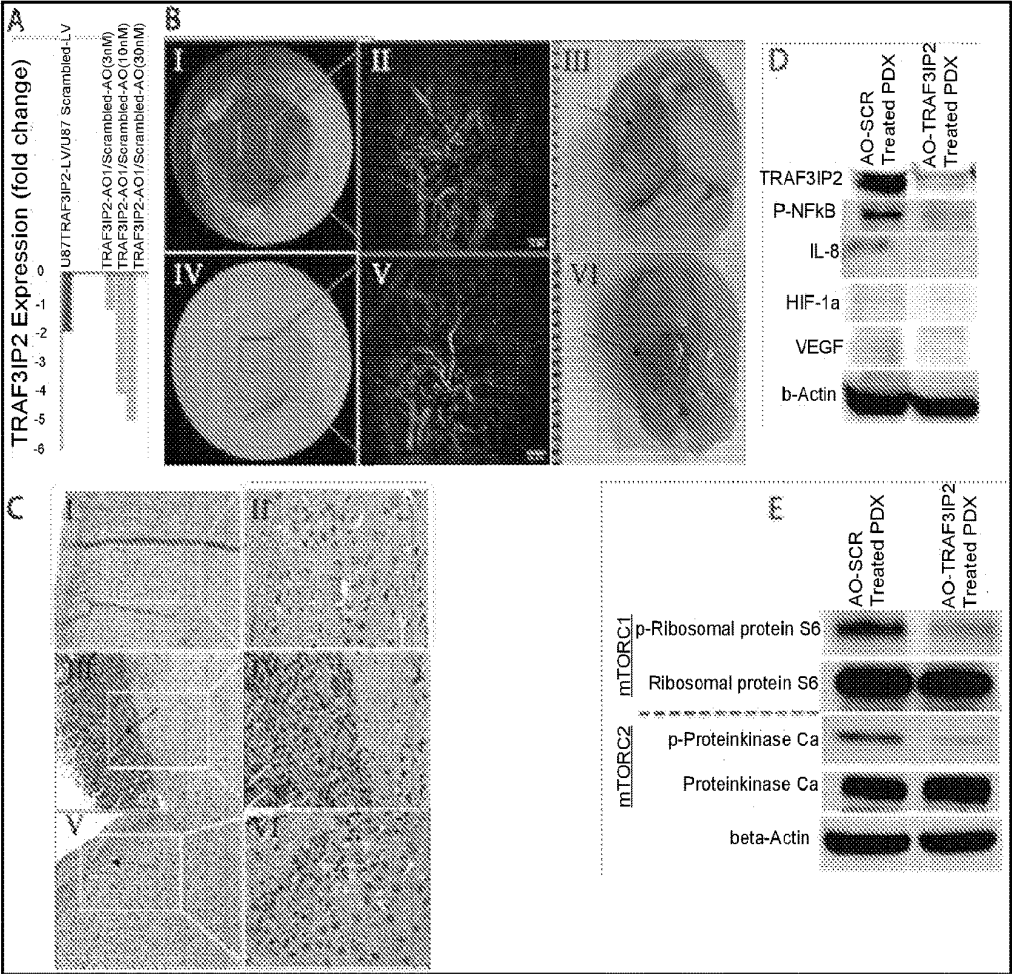 A
TRAF3IP2 Expression (fold change)
0
-1
-2
-3
-4
-5
-6
U87TRAF3IP2-LV/U87 Scrambled-LV
TRAF3IP2-AO1/Scrambled-AO(3nM)
TRAF3IP2-AO1/Scrambled-AO(10nM)
TRAF3IP2-AO1/Scrambled-AO(30nM)
B
I
II
III
IV
V
VI
C
I
II
III
IV
V
VI
D
AO-SCR
Treated PDX
AO-TRAF3IP2
Treated PDX
TRAF3IP2
P-NFkB
IL-8
HIF-1a
VEGF
b-Actin
E
AO-SCR
Treated PDX
AO-TRAF3IP2
Treated PDX
mTORC1
p-Ribosomal protein S6
Ribosomal protein S6
mTORC2
p-Proteinkinase Ca
Proteinkinase Ca
beta-Actin